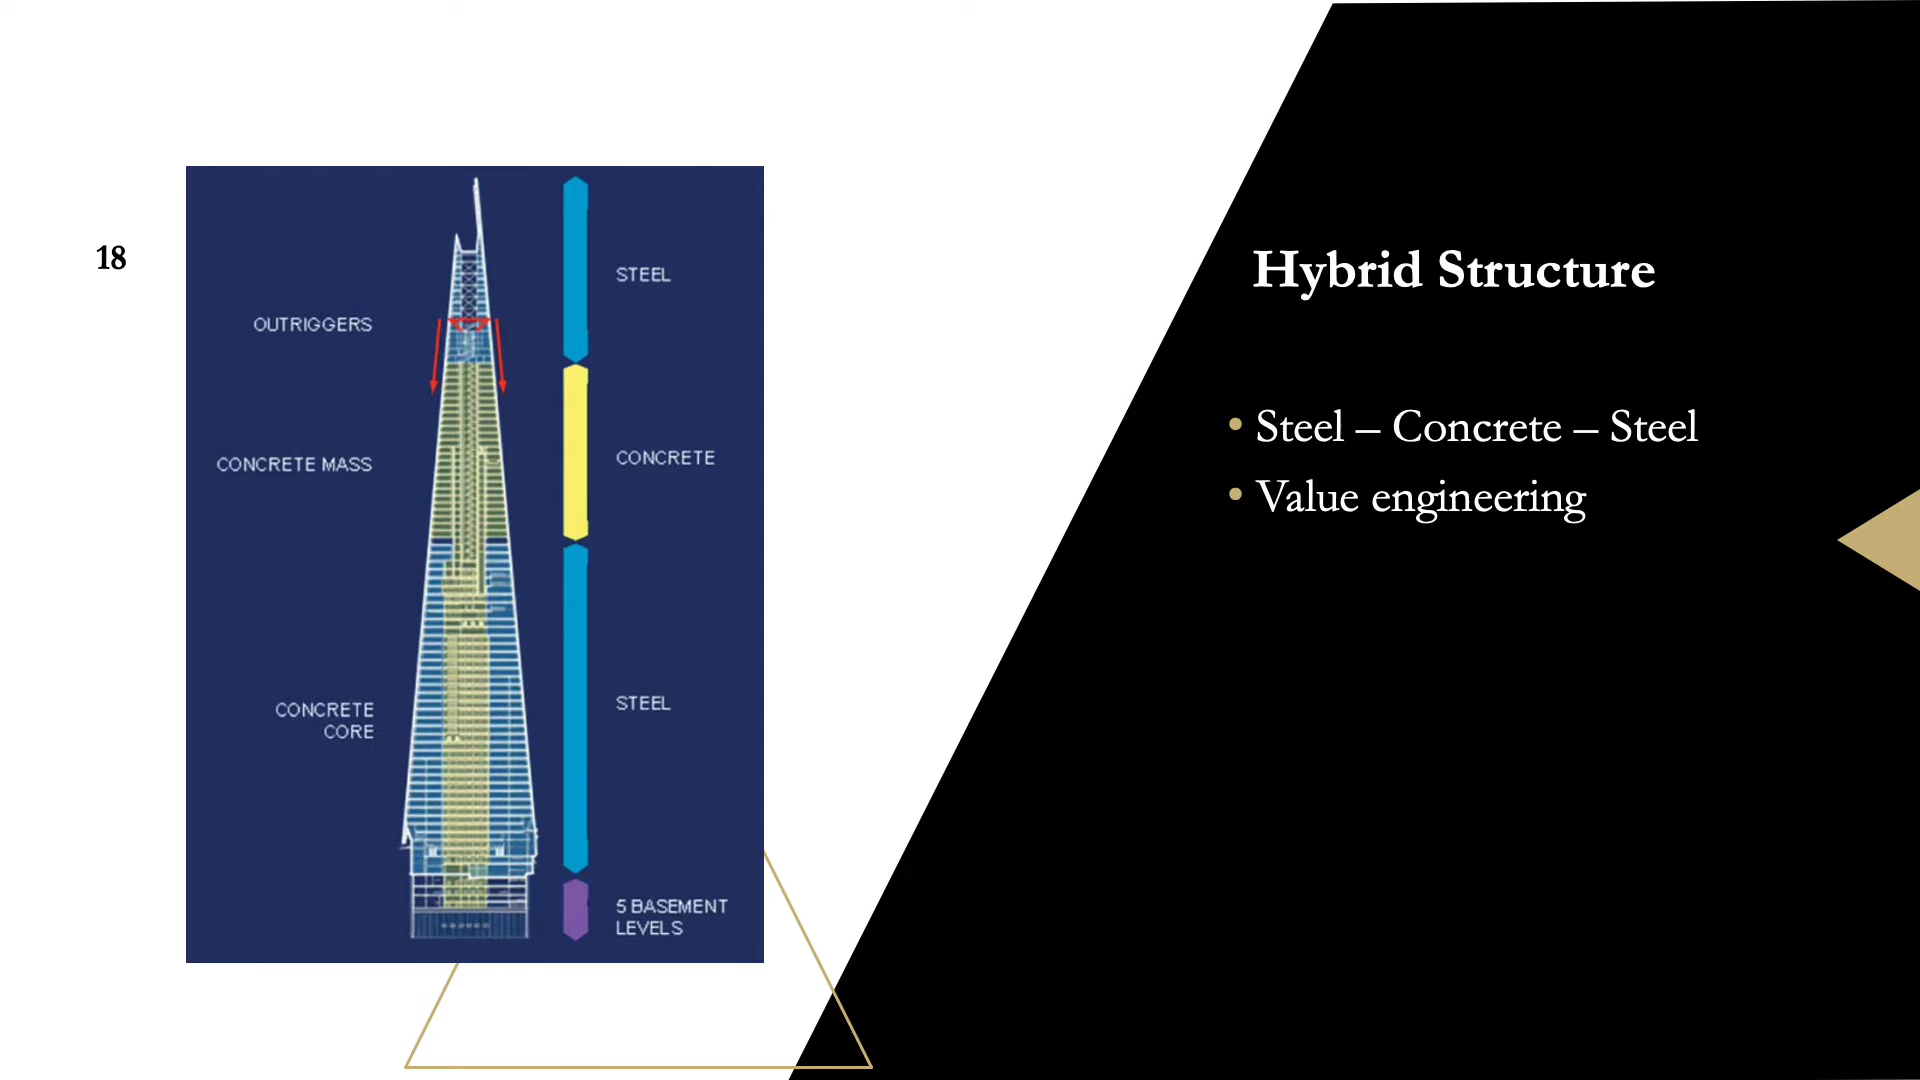 18
STEEL
OUTRIGGERS
CONCRETE MASS
CONCRETE
CONCRETE
CORE
STEEL
5 BASEMENT
LEVELS
Hybrid Structure
• Steel – Concrete – Steel
• Value engineering